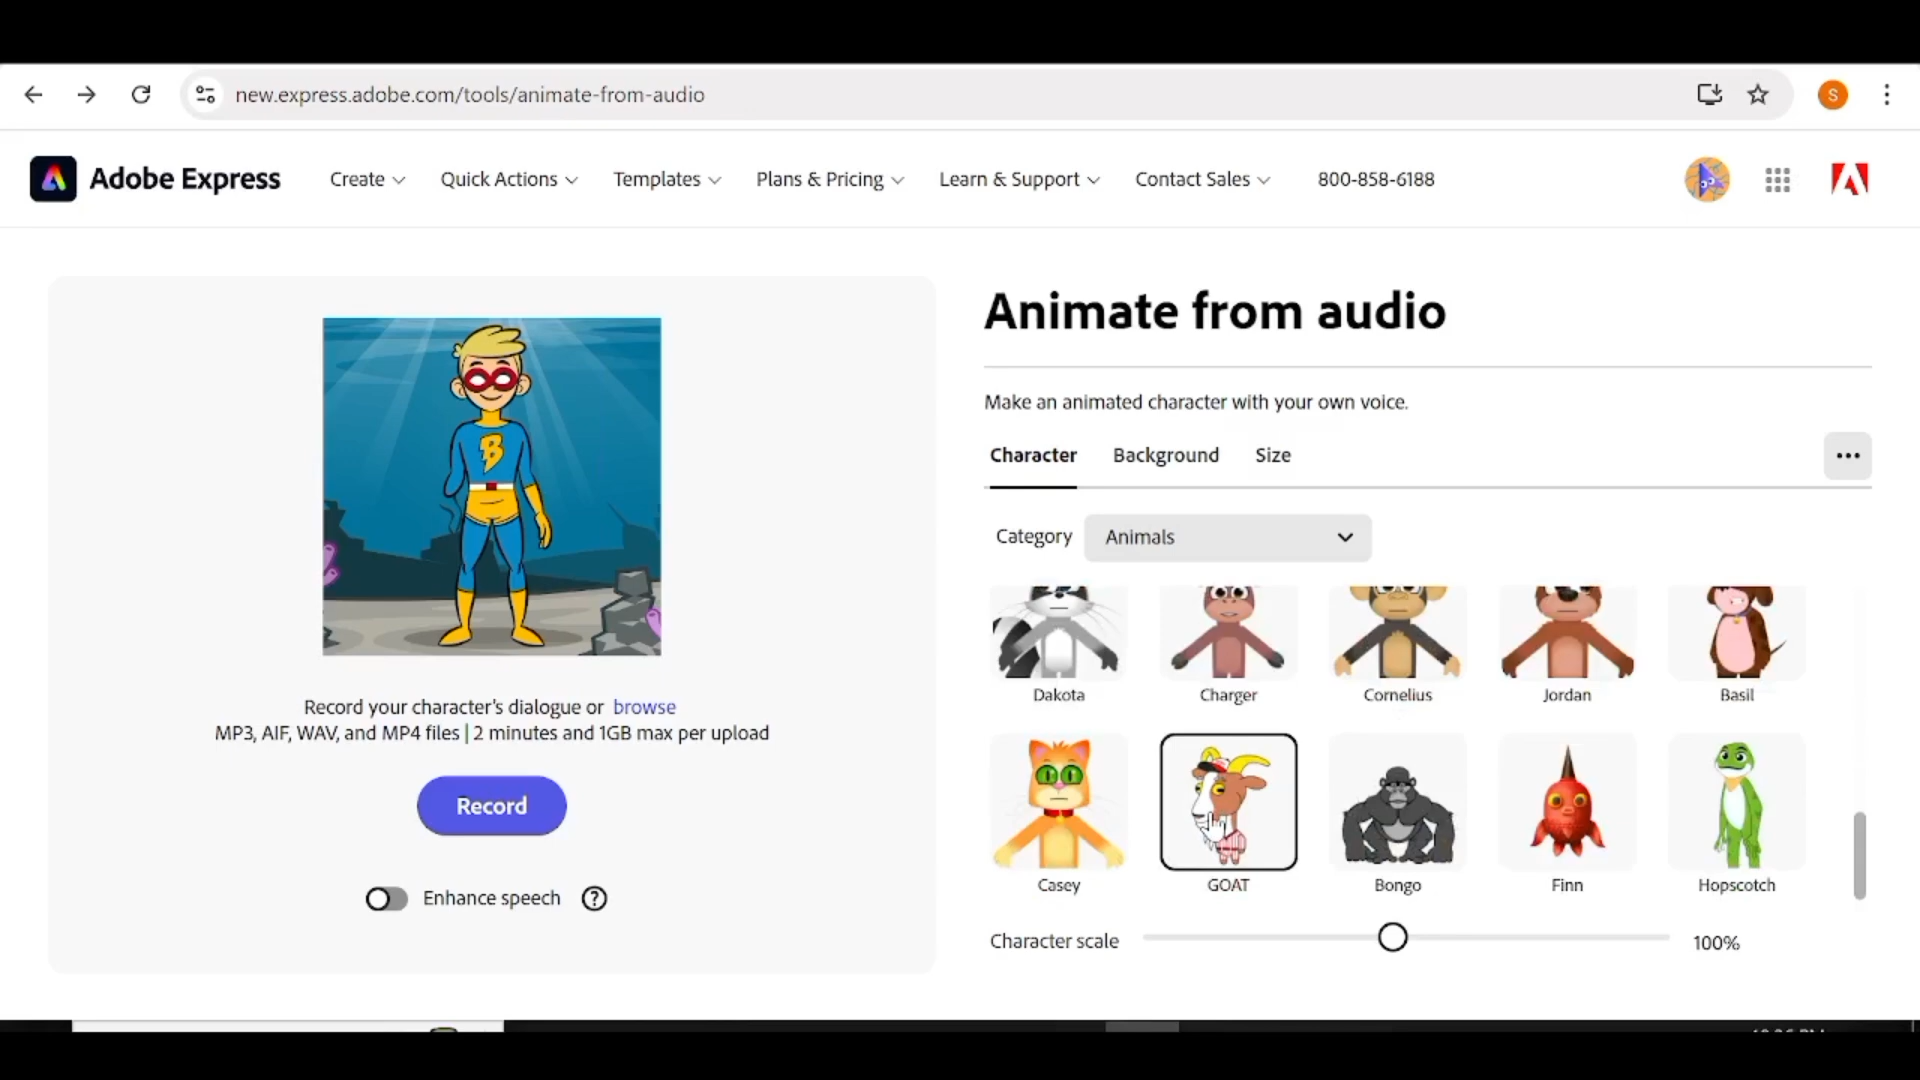 new.express.adobe.com/tools/animate-from-audio
S
Adobe Express
Create
Quick Actions
Templates
Plans & Pricing
Learn & Support
Contact Sales
800-858-6188
B
Record your character's dialogue or browse
MP3, AIF, WAV, and MP4 files | 2 minutes and 1GB max per upload
Record
Enhance speech ?
Animate from audio
Make an animated character with your own voice.
Character
Background
Size
Category
Animals
Dakota
Charger
Cornelius
Jordan
Basil
Casey
GOAT
Bongo
Finn
Hopscotch
Character scale
100%